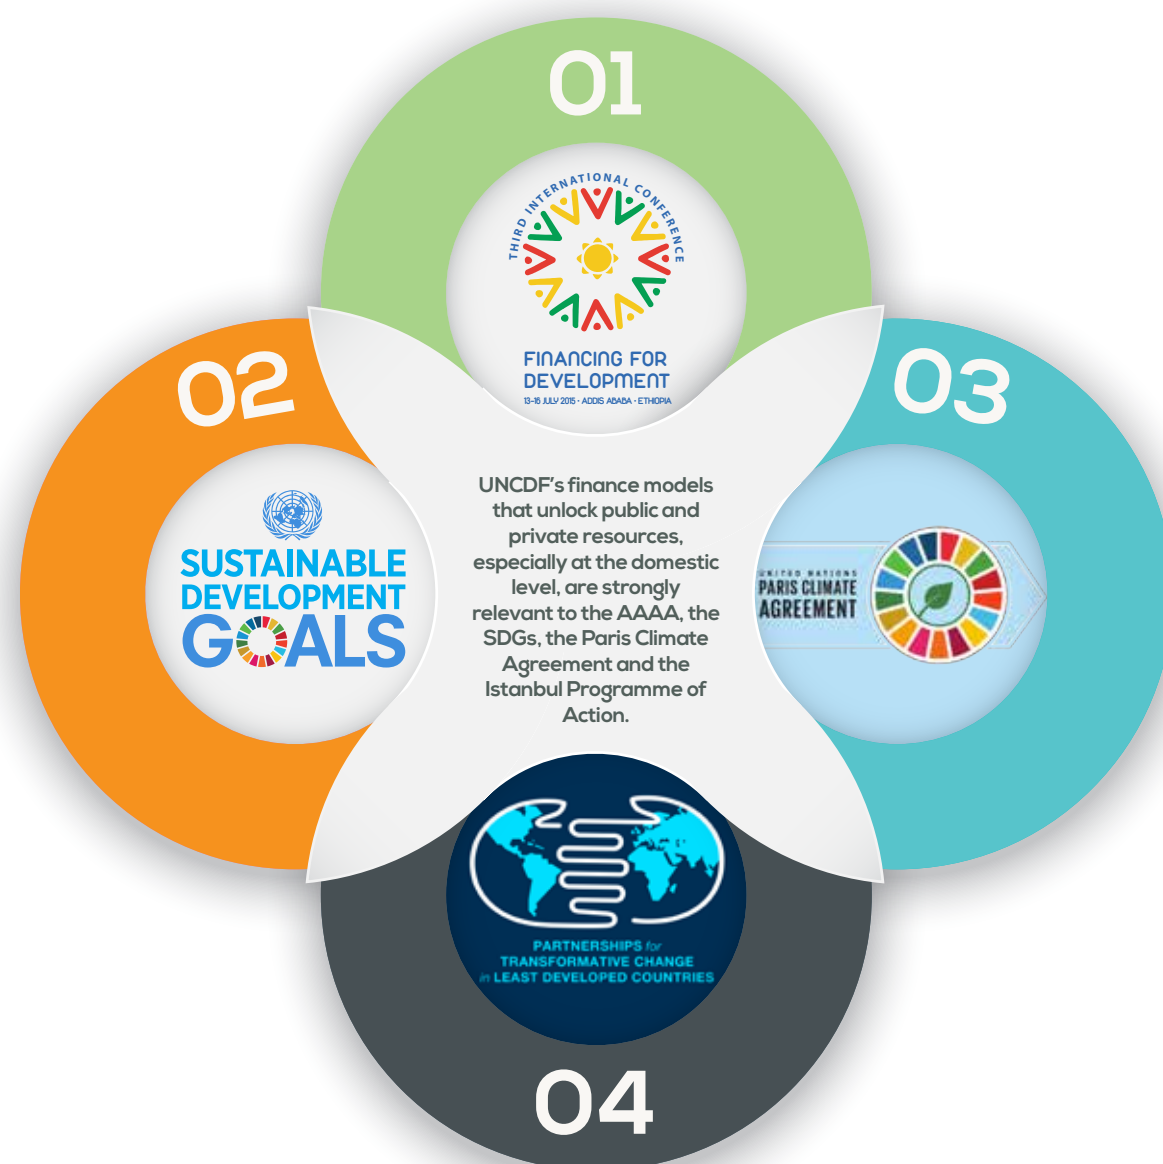 01
THIRD INTERNATIONAL CONFERENCE
FINANCING FOR
DEVELOPMENT
13-16 JULY 2015 • ADDIS ABABA • ETHIOPIA
02
SUSTAINABLE
DEVELOPMENT
GOALS
03
UNITED NATIONS
PARIS CLIMATE
AGREEMENT
UNCDF's finance models
that unlock public and
private resources,
especially at the domestic
level, are strongly
relevant to the AAAA, the
SDGs, the Paris Climate
Agreement and the
Istanbul Programme of
Action.
PARTNERSHIPS for
TRANSFORMATIVE CHANGE
in LEAST DEVELOPED COUNTRIES
04